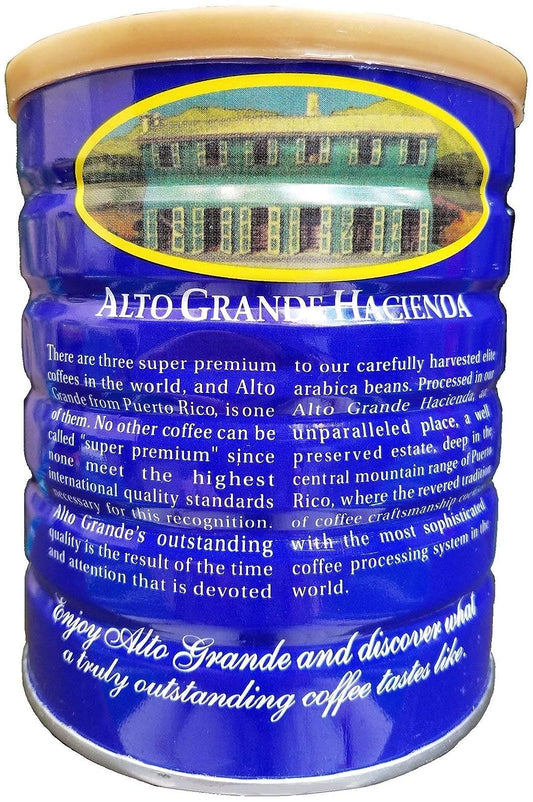 ALTO GRANDE HACIENDA
There are three super premium
coffees in the world, and Alto
Grande from Puerto Rico, is one
of them. No other coffee can be
called "super premium" since
none meet the highest
international quality standards
necessary for this recognition.
Alto Grande's outstanding
quality is the result of the time
and attention that is devoted
to our carefully harvested elite
arabica beans. Processed in our
Alto Grande Hacienda, an
unparalleled place, a well
preserved estate, deep in the
central mountain range of Puerto
Rico, where the revered tradition
of coffee craftsmanship
with the most sophisticated
coffee processing system in the
world.
Enjoy Alto Grande and discover what
a truly outstanding coffee tastes like.